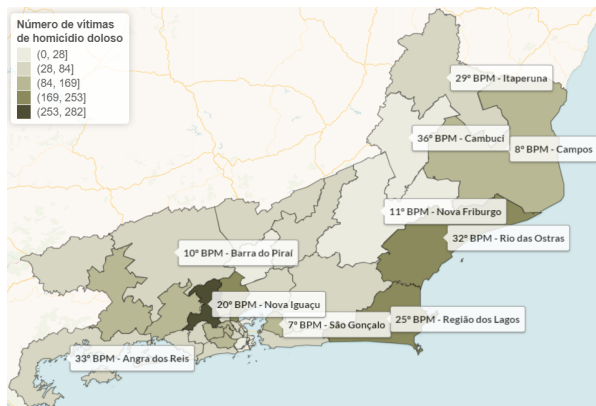 Número de vítimas
de homicídio doloso
(0, 28]
(28, 84]
(84, 169]
(169, 253]
(253, 282]
29º BPM - Itaperuna
36º BPM - Cambuci
8º BPM - Campos
11º BPM - Nova Friburgo
32º BPM - Rio das Ostras
10º BPM - Barra do Piraí
20º BPM - Nova Iguaçu
7º BPM - São Gonçalo
25º BPM - Região dos Lagos
33º BPM - Angra dos Reis